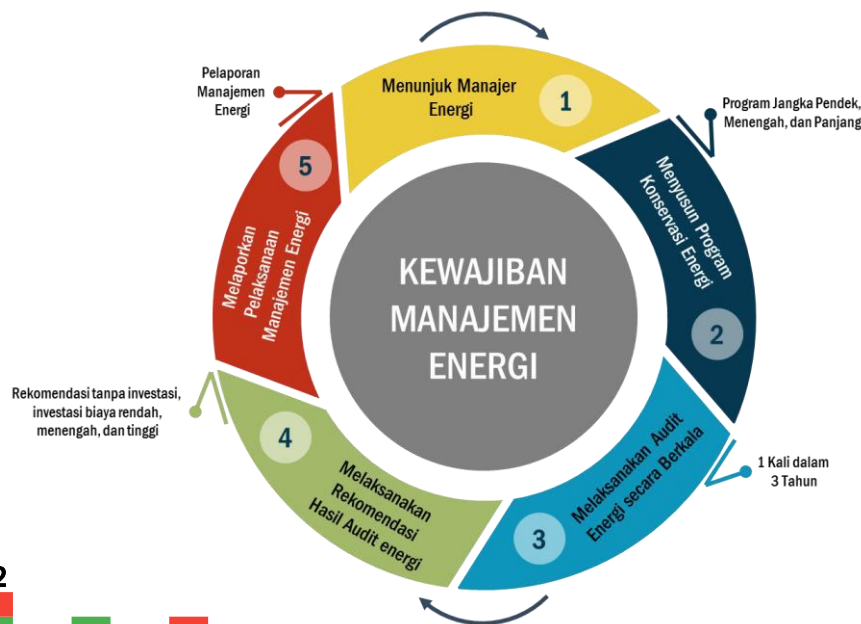 KEWAJIBAN
MANAJEMEN
ENERGI
Menunjuk Manajer
Energi
1
Program Jangka Pendek,
Menengah, dan Panjang
Menyusun Program
Konservasi Energi
2
1 Kali dalam
3 Tahun
Melaksanakan Audit
Energi secara Berkala
3
Melaksanakan
Rekomendasi
Hasil Audit energi
4
Rekomendasi tanpa investasi,
investasi biaya rendah,
menengah, dan tinggi
Melaporkan
Pelaksanaan
Manajemen Energi
5
Pelaporan
Manajemen
Energi
2